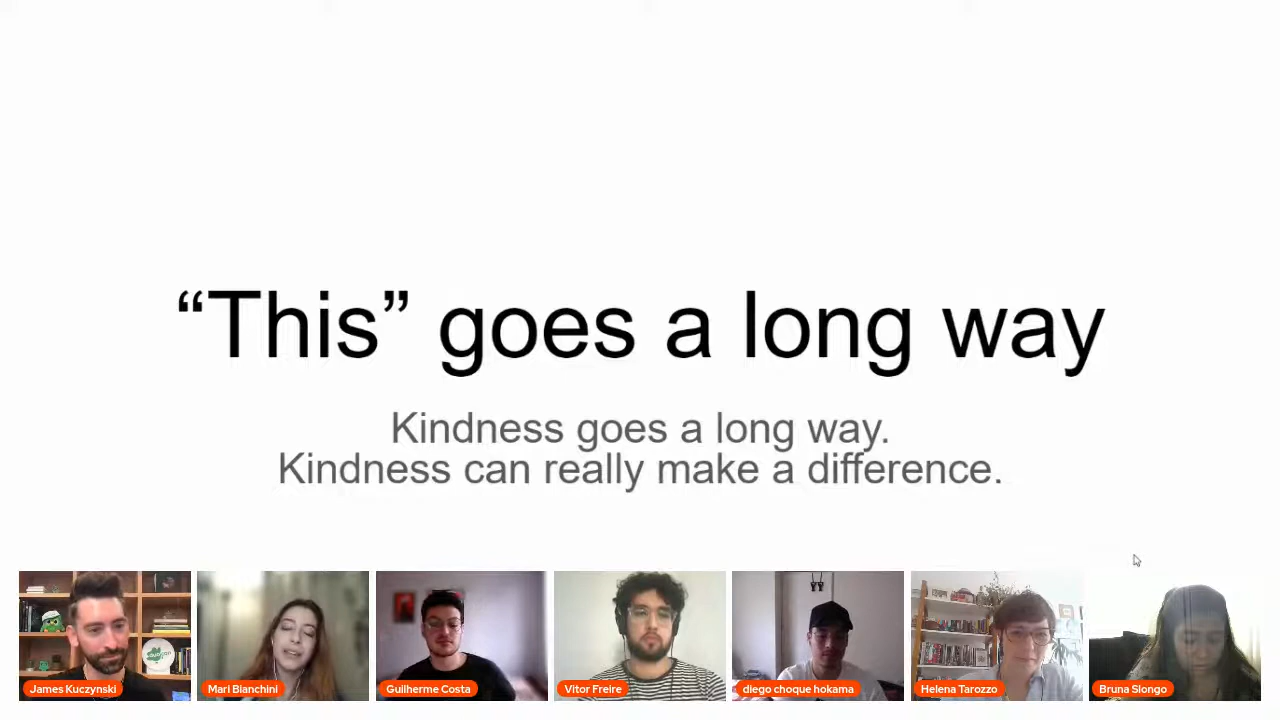 “This” goes a long way
Kindness goes a long way.
Kindness can really make a difference.
James Kuczynski
Mari Bianchini
Guilherme Costa
Vitor Freire
diego choque hokama
Helena Tarozzo
Bruna Slongo